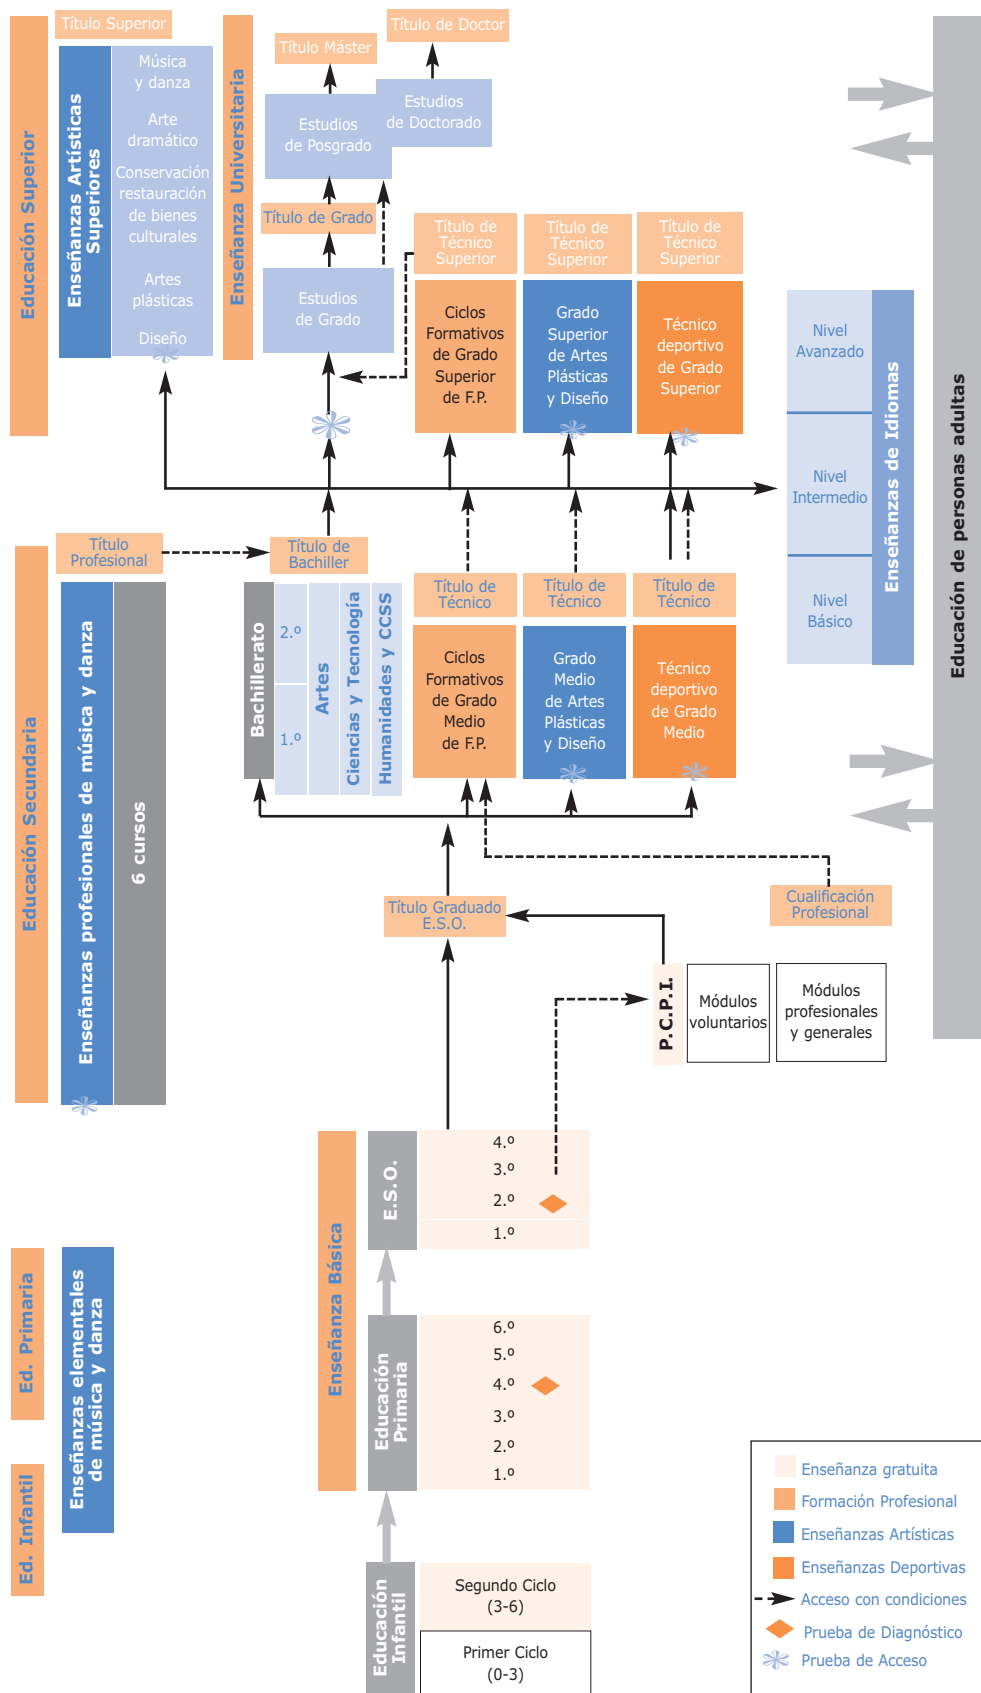 Educación Superior
Título Superior
Enseñanzas Artísticas
Superiores
Música
y danza
Arte
dramático
Conservación
restauración
de bienes
culturales
Artes
plásticas
Diseño
Enseñanza Universitaria
Título Máster
Título de Doctor
Estudios
de Posgrado
Estudios
de Doctorado
Título de Grado
Estudios
de Grado
Título de
Técnico
Superior
Título de
Técnico
Superior
Título de
Técnico
Superior
Ciclos
Formativos
de Grado
Superior
de F.P.
Grado
Superior
de Artes
Plásticas
y Diseño
Técnico
deportivo
de Grado
Superior
Nivel
Avanzado
Nivel
Intermedio
Nivel
Básico
Enseñanzas de Idiomas
Educación de personas adultas
Educación Secundaria
Título
Profesional
Enseñanzas profesionales de música y danza
6 cursos
Título de
Bachiller
Bachillerato
2.º
1.º
Artes
Ciencias y Tecnología
Humanidades y CCSS
Título de
Técnico
Título de
Técnico
Título de
Técnico
Ciclos
Formativos
de Grado
Medio
de F.P.
Grado
Medio
de Artes
Plásticas
y Diseño
Técnico
deportivo
de Grado
Medio
Título Graduado
E.S.O.
Cualificación
Profesional
P.C.P.I.
Módulos
voluntarios
Módulos
profesionales
y generales
Enseñanza Básica
E.S.O.
4.º
3.º
2.º
1.º
Ed. Primaria
Ed. Infantil
Enseñanzas elementales
de música y danza
Educación
Primaria
6.º
5.º
4.º
3.º
2.º
1.º
Educación
Infantil
Segundo Ciclo
(3-6)
Primer Ciclo
(0-3)
Enseñanza gratuita
Formación Profesional
Enseñanzas Artísticas
Enseñanzas Deportivas
Acceso con condiciones
Prueba de Diagnóstico
Prueba de Acceso